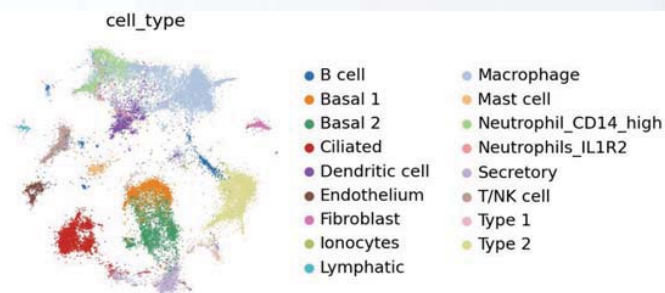 cell_type
B cell
Basal 1
Basal 2
Ciliated
Dendritic cell
Endothelium
Fibroblast
Ionocytes
Lymphatic
Macrophage
Mast cell
Neutrophil_CD14_high
Neutrophils_IL1R2
Secretory
T/NK cell
Type 1
Type 2